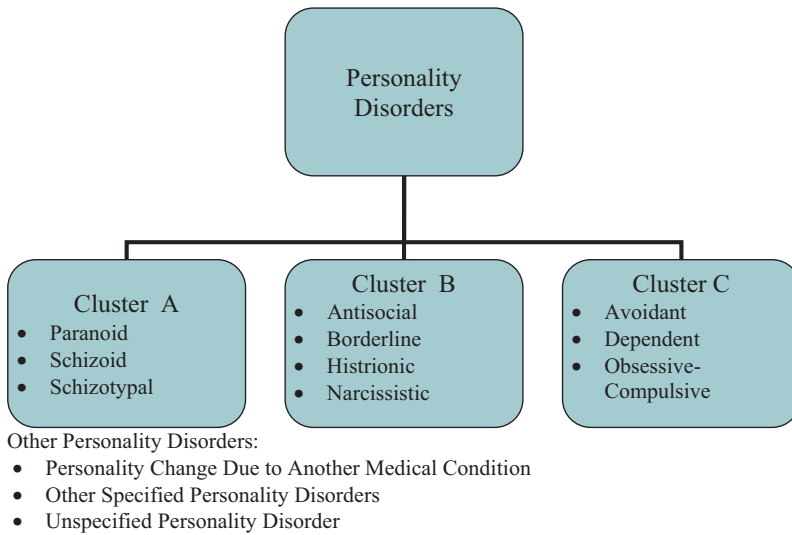 Personality
Disorders
Cluster A
• Paranoid
• Schizoid
• Schizotypal
Cluster B
• Antisocial
• Borderline
• Histrionic
• Narcissistic
Cluster C
• Avoidant
• Dependent
• Obsessive-
Compulsive
Other Personality Disorders:
• Personality Change Due to Another Medical Condition
• Other Specified Personality Disorders
• Unspecified Personality Disorder